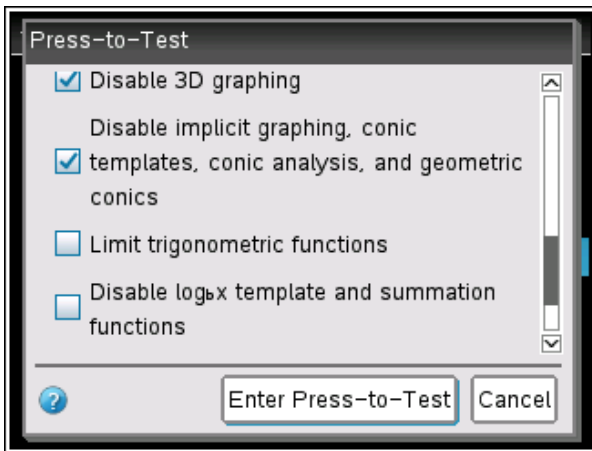 Press-to-Test
Disable 3D graphing
Disable implicit graphing, conic
templates, conic analysis, and geometric
conics
Limit trigonometric functions
Disable logьx template and summation
functions
?
Enter Press-to-Test
Cancel